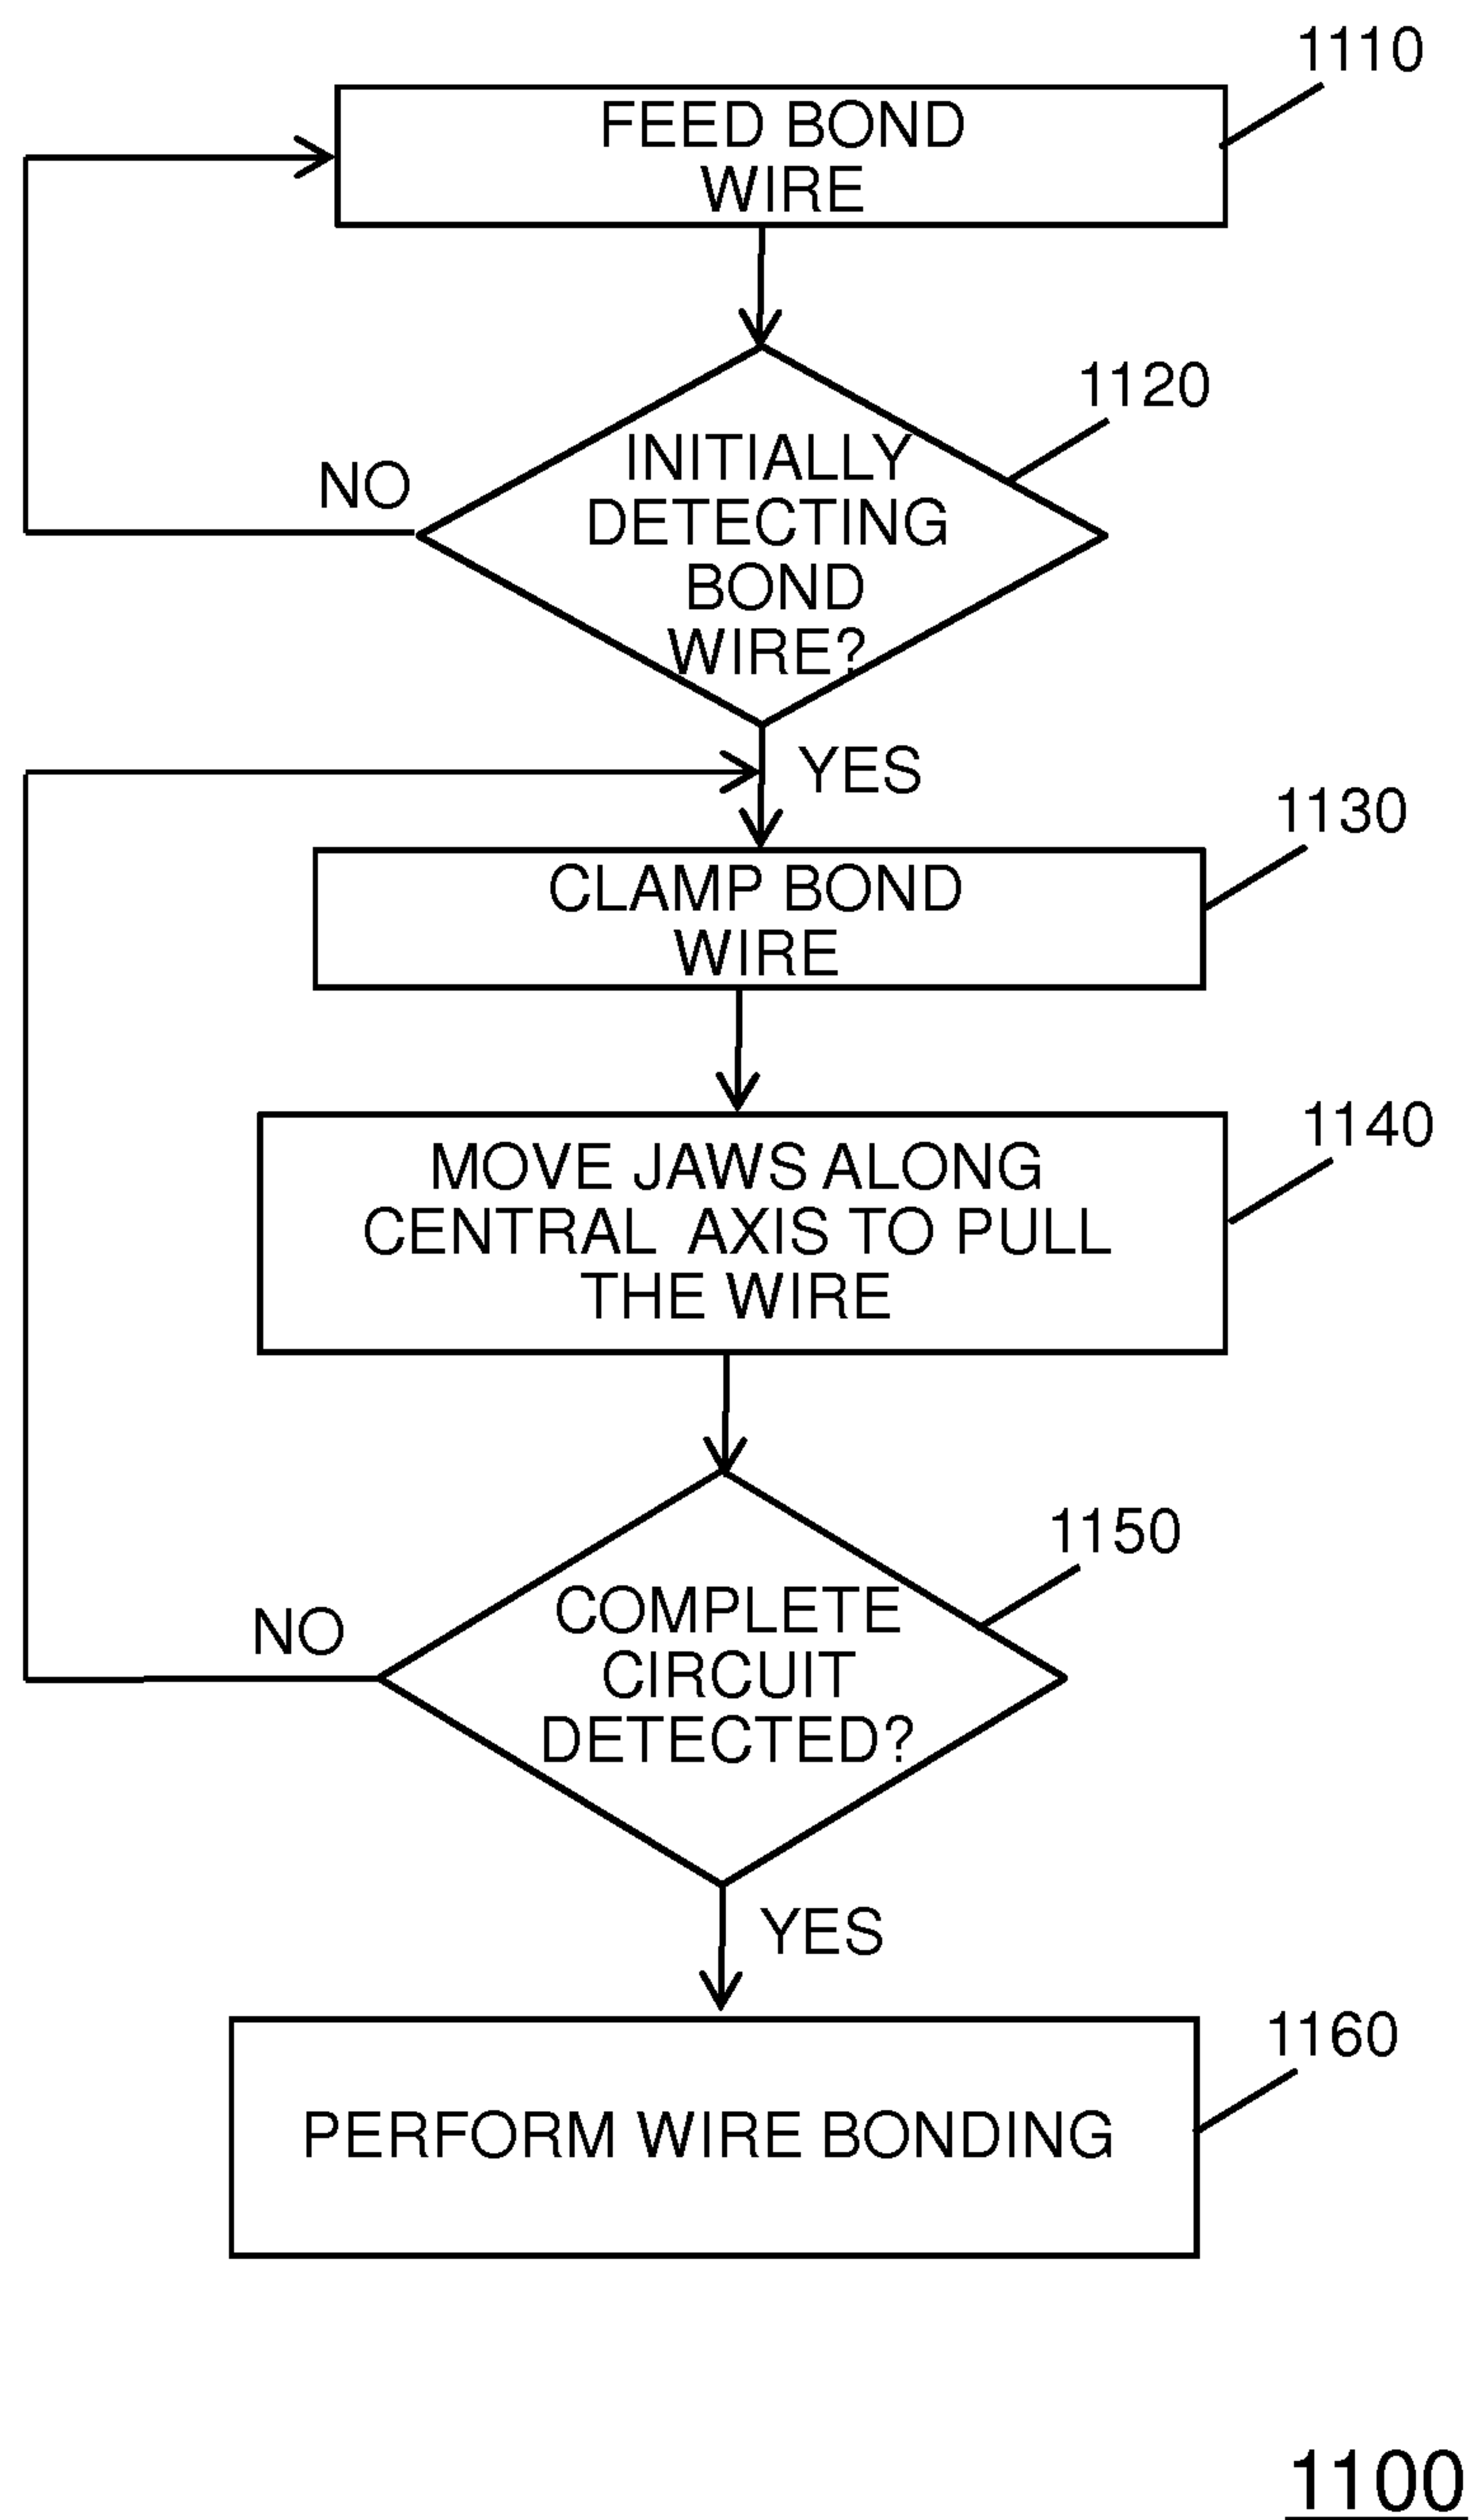 1110
FEED BOND
WIRE
1120
INITIALLY
DETECTING
BOND
WIRE?
NO
YES
1130
CLAMP BOND
WIRE
1140
MOVE JAWS ALONG
CENTRAL AXIS TO PULL
THE WIRE
1150
COMPLETE
CIRCUIT
DETECTED?
NO
YES
1160
PERFORM WIRE BONDING
1100